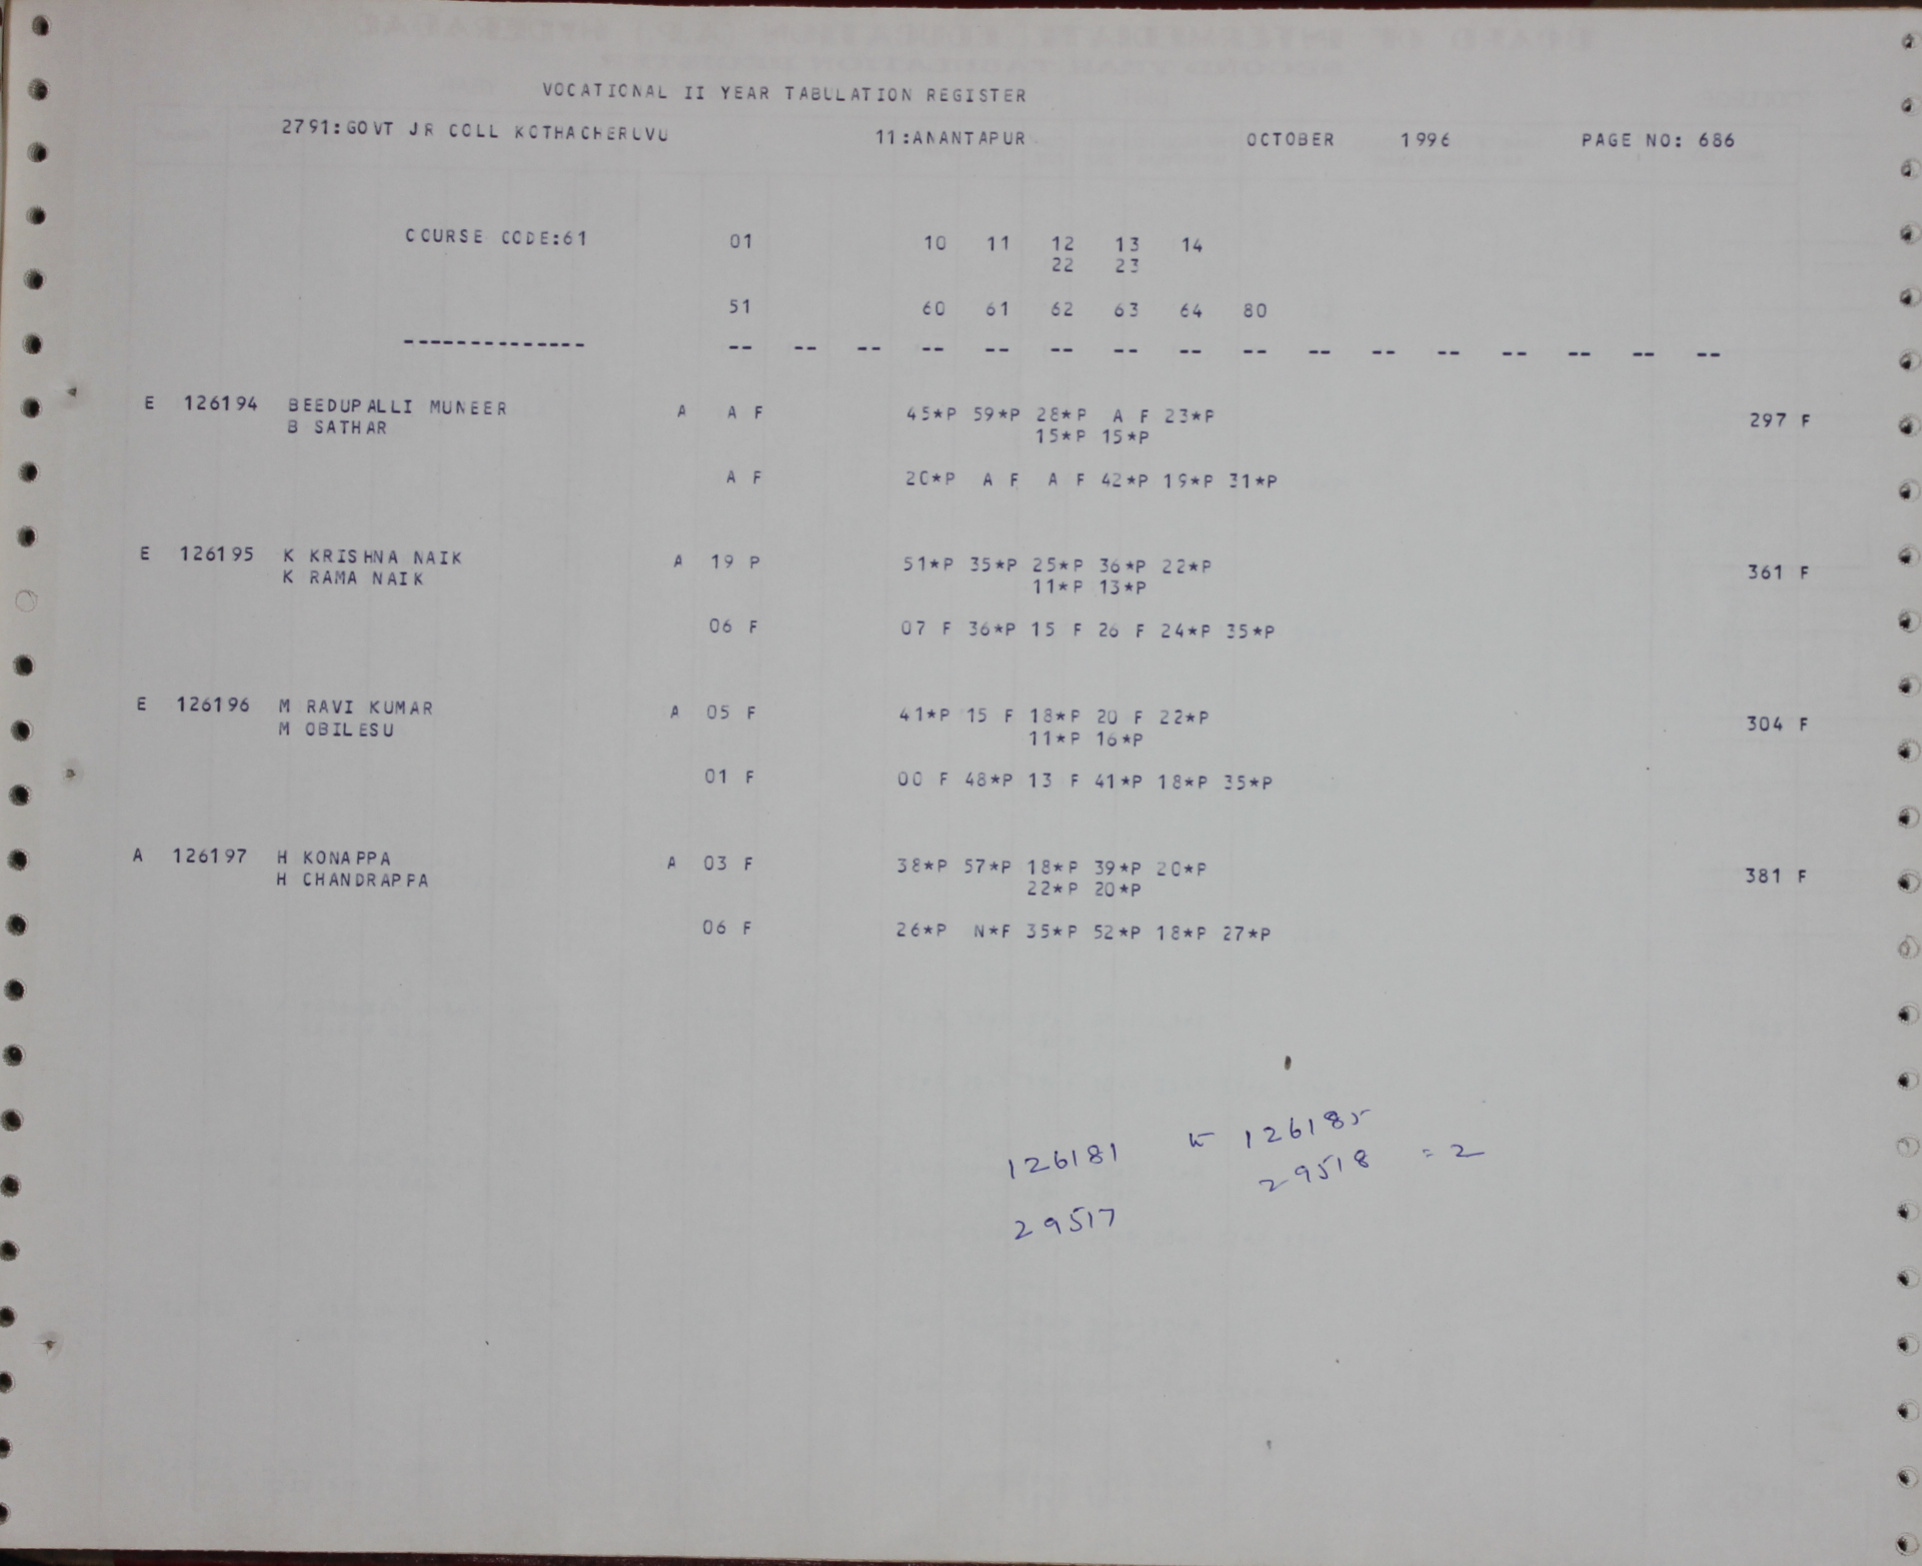 VOCATIONAL II YEAR TABULATION REGISTER
2791:GOVT JR COLL KOTHACHERUVU 11:ANANTAPUR OCTOBER 1996 PAGE NO: 686
COURSE CODE:61 01 10 11 12 13 14
22 23
51 60 61 62 63 64 80
-------------- -- -- -- -- -- -- -- -- -- -- -- -- -- -- -- --
E 126194 BEEDUPALLI MUNEER A A F 45*P 59*P 28*P A F 23*P 297 F
B SATHAR 15*P 15*P
A F 20*P A F A F 42*P 19*P 31*P
E 126195 K KRISHNA NAIK A 19 P 51*P 35*P 25*P 36*P 22*P 361 F
K RAMA NAIK 11*P 13*P
06 F 07 F 36*P 15 F 26 F 24*P 35*P
E 126196 M RAVI KUMAR A 05 F 41*P 15 F 18*P 20 F 22*P 304 F
M OBILESU 11*P 16*P
01 F 00 F 48*P 13 F 41*P 18*P 35*P
A 126197 H KONAPPA A 03 F 38*P 57*P 18*P 39*P 20*P 381 F
H CHANDRAPPA 22*P 20*P
06 F 26*P N*F 35*P 52*P 18*P 27*P
126181 to 126185
29517 29518 = 2